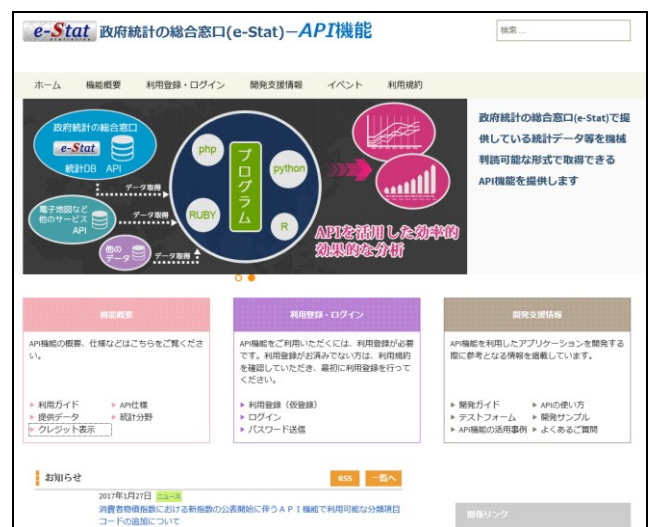 e-Stat 政府統計の総合窓口(e-Stat)－API機能
検索 ...
ホーム 機能概要 利用登録・ログイン 開発支援情報 イベント 利用規約
政府統計の総合窓口
e-Stat
統計DB API
データ取得
電子地図など
他のサービス
API
他の
データ
データ取得
php
プログラム
python
RUBY
R
APIを活用した効率的
効果的な分析
政府統計の総合窓口(e-Stat)で提
供している統計データ等を機械
判読可能な形式で取得できる
API機能を提供します
機能概要
API機能の概要、仕様などはこちらをご覧くださ
い。
利用ガイド API仕様
提供データ 統計分野
クレジット表示
利用登録・ログイン
API機能をご利用いただくには、利用登録が必要
です。利用登録がお済みでない方は、利用規約
を確認していただき、最初に利用登録を行って
ください。
利用登録（仮登録）
ログイン
パスワード送信
開発支援情報
API機能を利用したアプリケーションを開発する
際に参考となる情報を掲載しています。
開発ガイド APIの使い方
テストフォーム 開発サンプル
API機能の活用事例 よくあるご質問
お知らせ
RSS 一覧へ
2017年1月27日 ニュース
消費者物価指数における新指数の公表開始に伴うＡＰＩ機能で利用可能な分類項目
コードの追加について
関係リンク